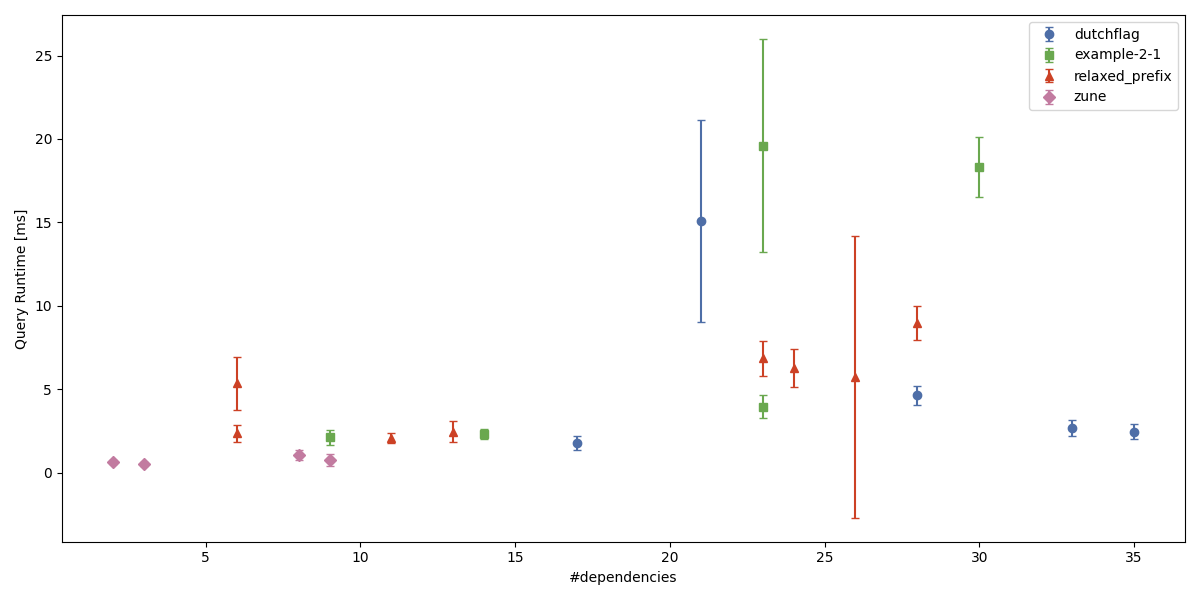 dutchflag
example-2-1
relaxed_prefix
zune
Query Runtime [ms]
25
20
15
10
5
0
5 10 15 20 25 30 35
#dependencies